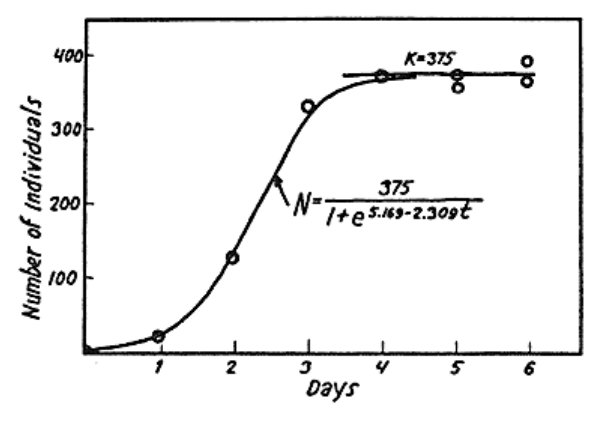 400
300
200
100
Number of Individuals
K=375
N= 375
1+e^5.169-2.309t
1 2 3 4 5 6
Days